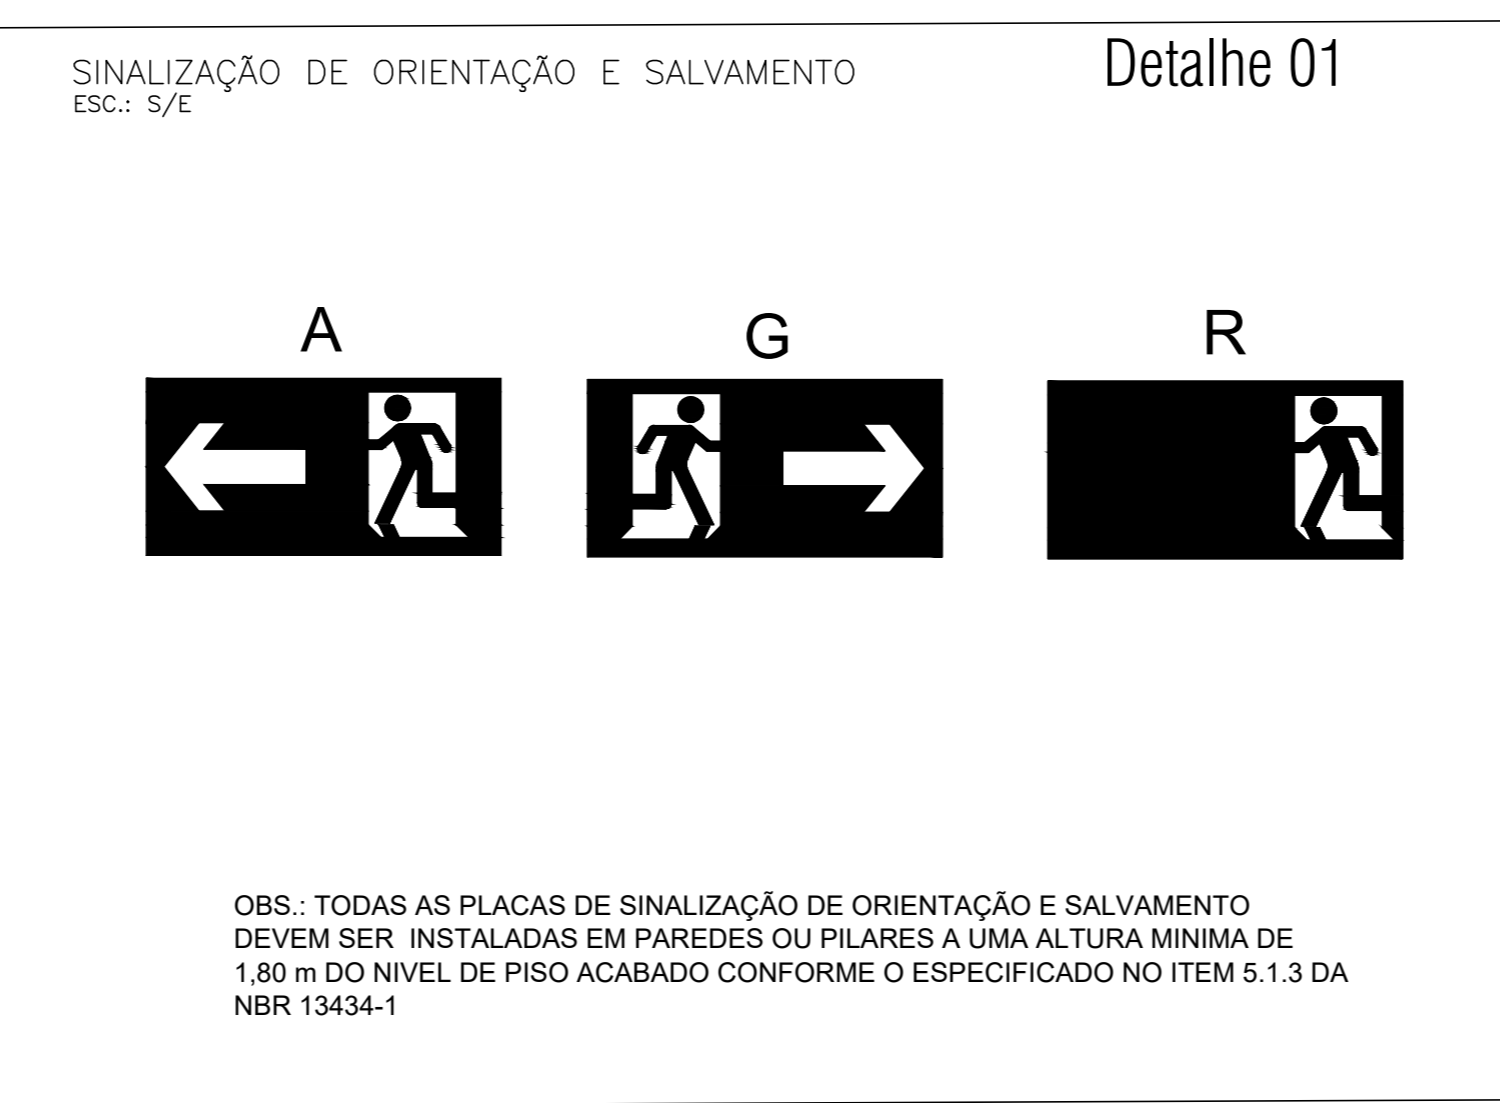 SINALIZAÇÃO DE ORIENTAÇÃO E SALVAMENTO
ESC.: S/E
Detalhe 01
A
G
R
OBS.: TODAS AS PLACAS DE SINALIZAÇÃO DE ORIENTAÇÃO E SALVAMENTO
DEVEM SER INSTALADAS EM PAREDES OU PILARES A UMA ALTURA MINIMA DE
1,80 m DO NIVEL DE PISO ACABADO CONFORME O ESPECIFICADO NO ITEM 5.1.3 DA
NBR 13434-1